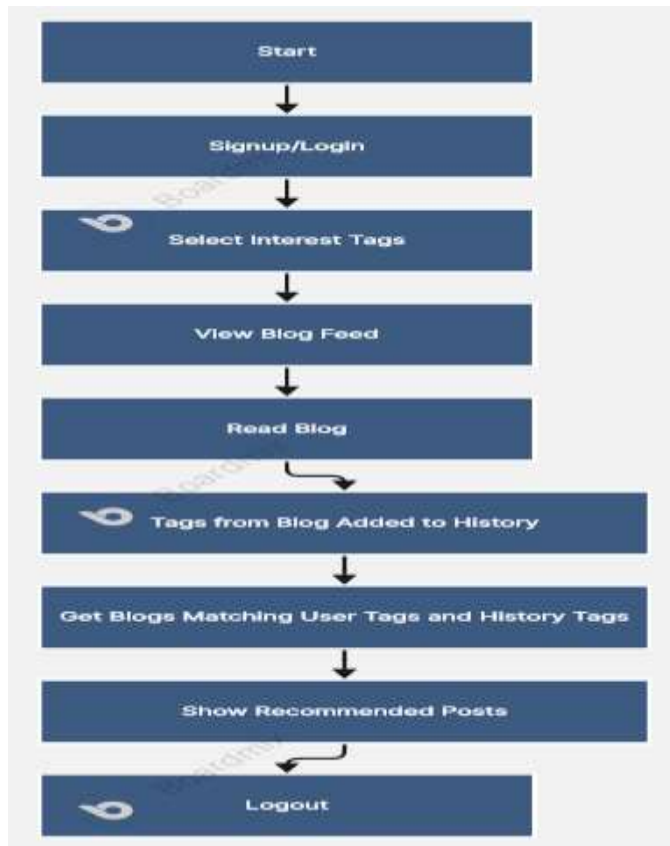 Start
Signup/Login
Select Interest Tags
View Blog Feed
Read Blog
Tags from Blog Added to History
Get Blogs Matching User Tags and History Tags
Show Recommended Posts
Logout